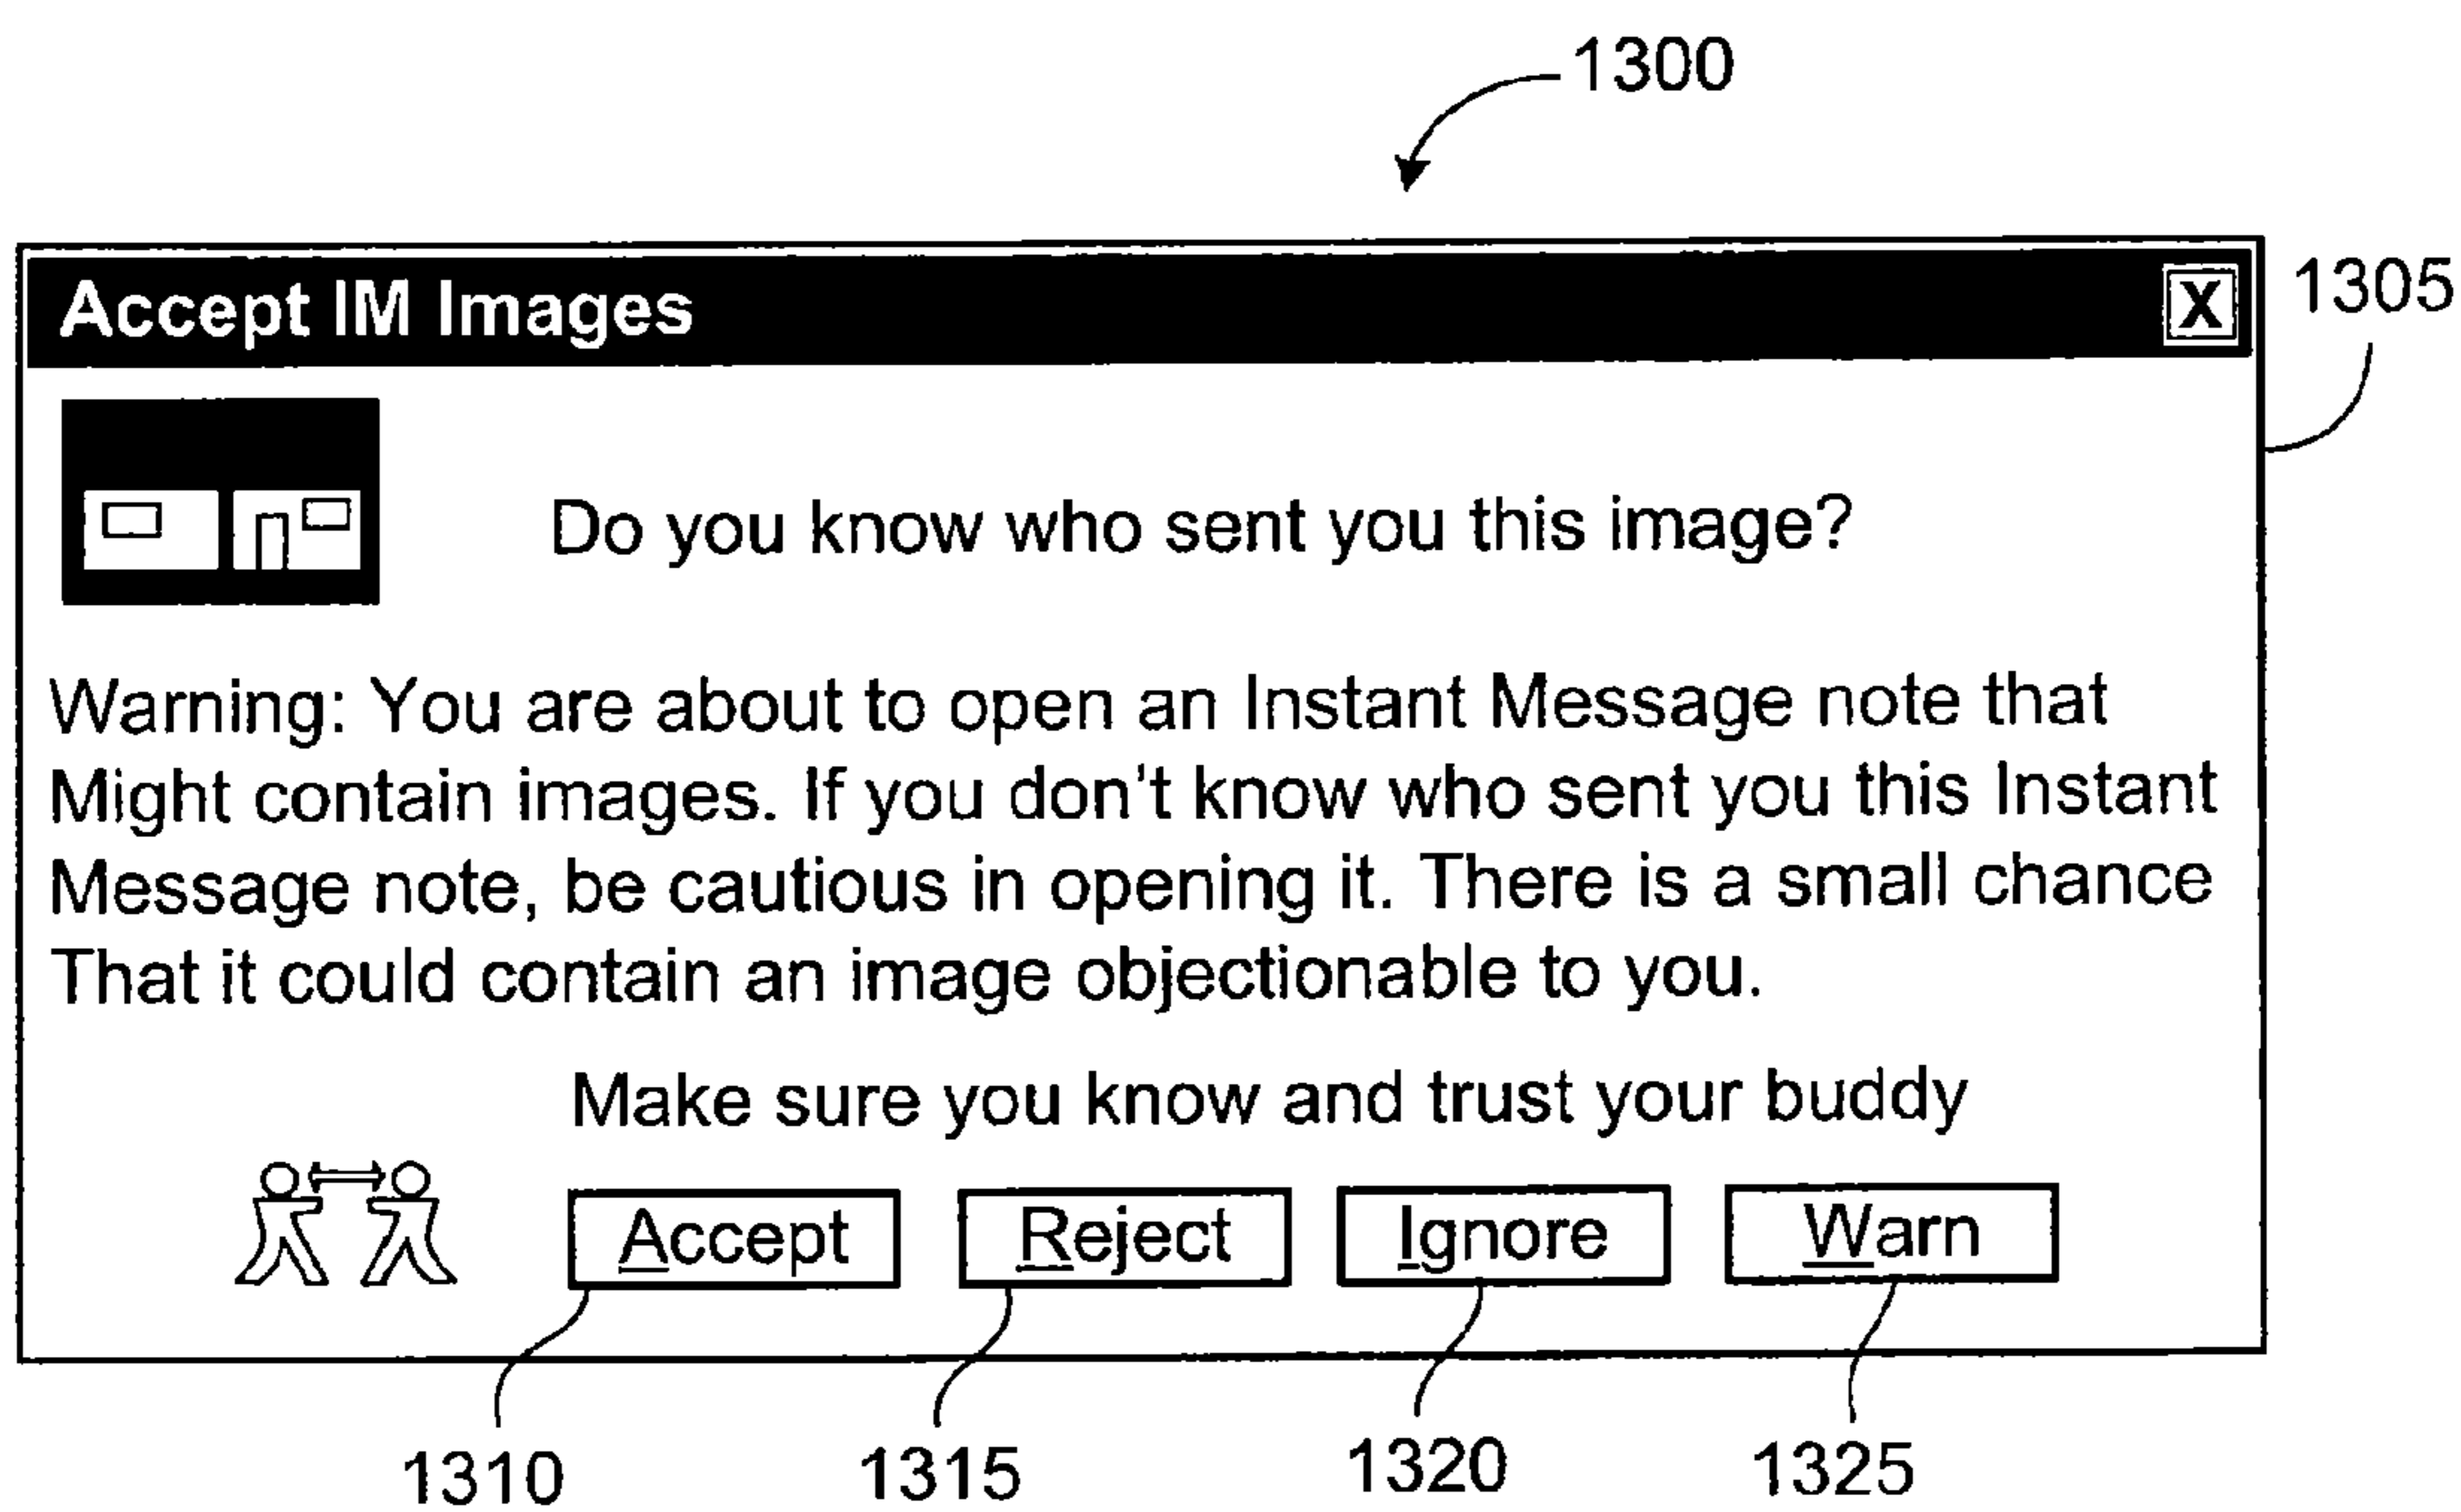 1300
Accept IM Images X
1305
Do you know who sent you this image?
Warning: You are about to open an Instant Message note that
Might contain images. If you don't know who sent you this Instant
Message note, be cautious in opening it. There is a small chance
That it could contain an image objectionable to you.
Make sure you know and trust your buddy
Accept Reject Ignore Warn
1310 1315 1320 1325